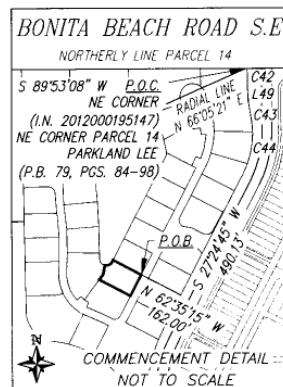 BONITA BEACH ROAD S.E
NORTHERLY LINE PARCEL 14
S 89°53'08" W P.O.C.
NE CORNER
(I.N. 2012000195147)
NE CORNER PARCEL 14
PARKLAND LEE
(P.B. 79, PGS. 84-98)
RADIAL LINE
N 66°05'21" E
C42
L49
C43
C44
S 27°24'45" W
490.13'
P.O.B.
N 62°35'15" W
162.00'
COMMENCEMENT DETAIL
NOT TO SCALE